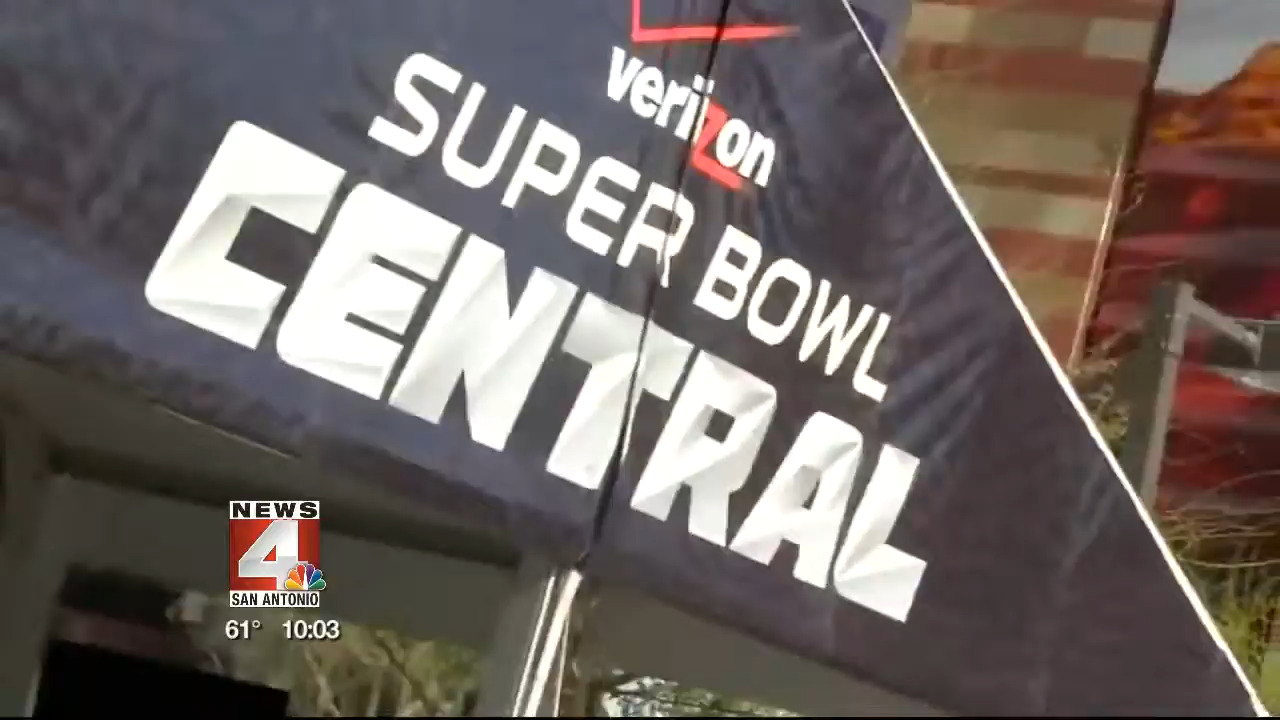 verizon
SUPER BOWL
CENTRAL
NEWS
4
SAN ANTONIO
61° 10:03